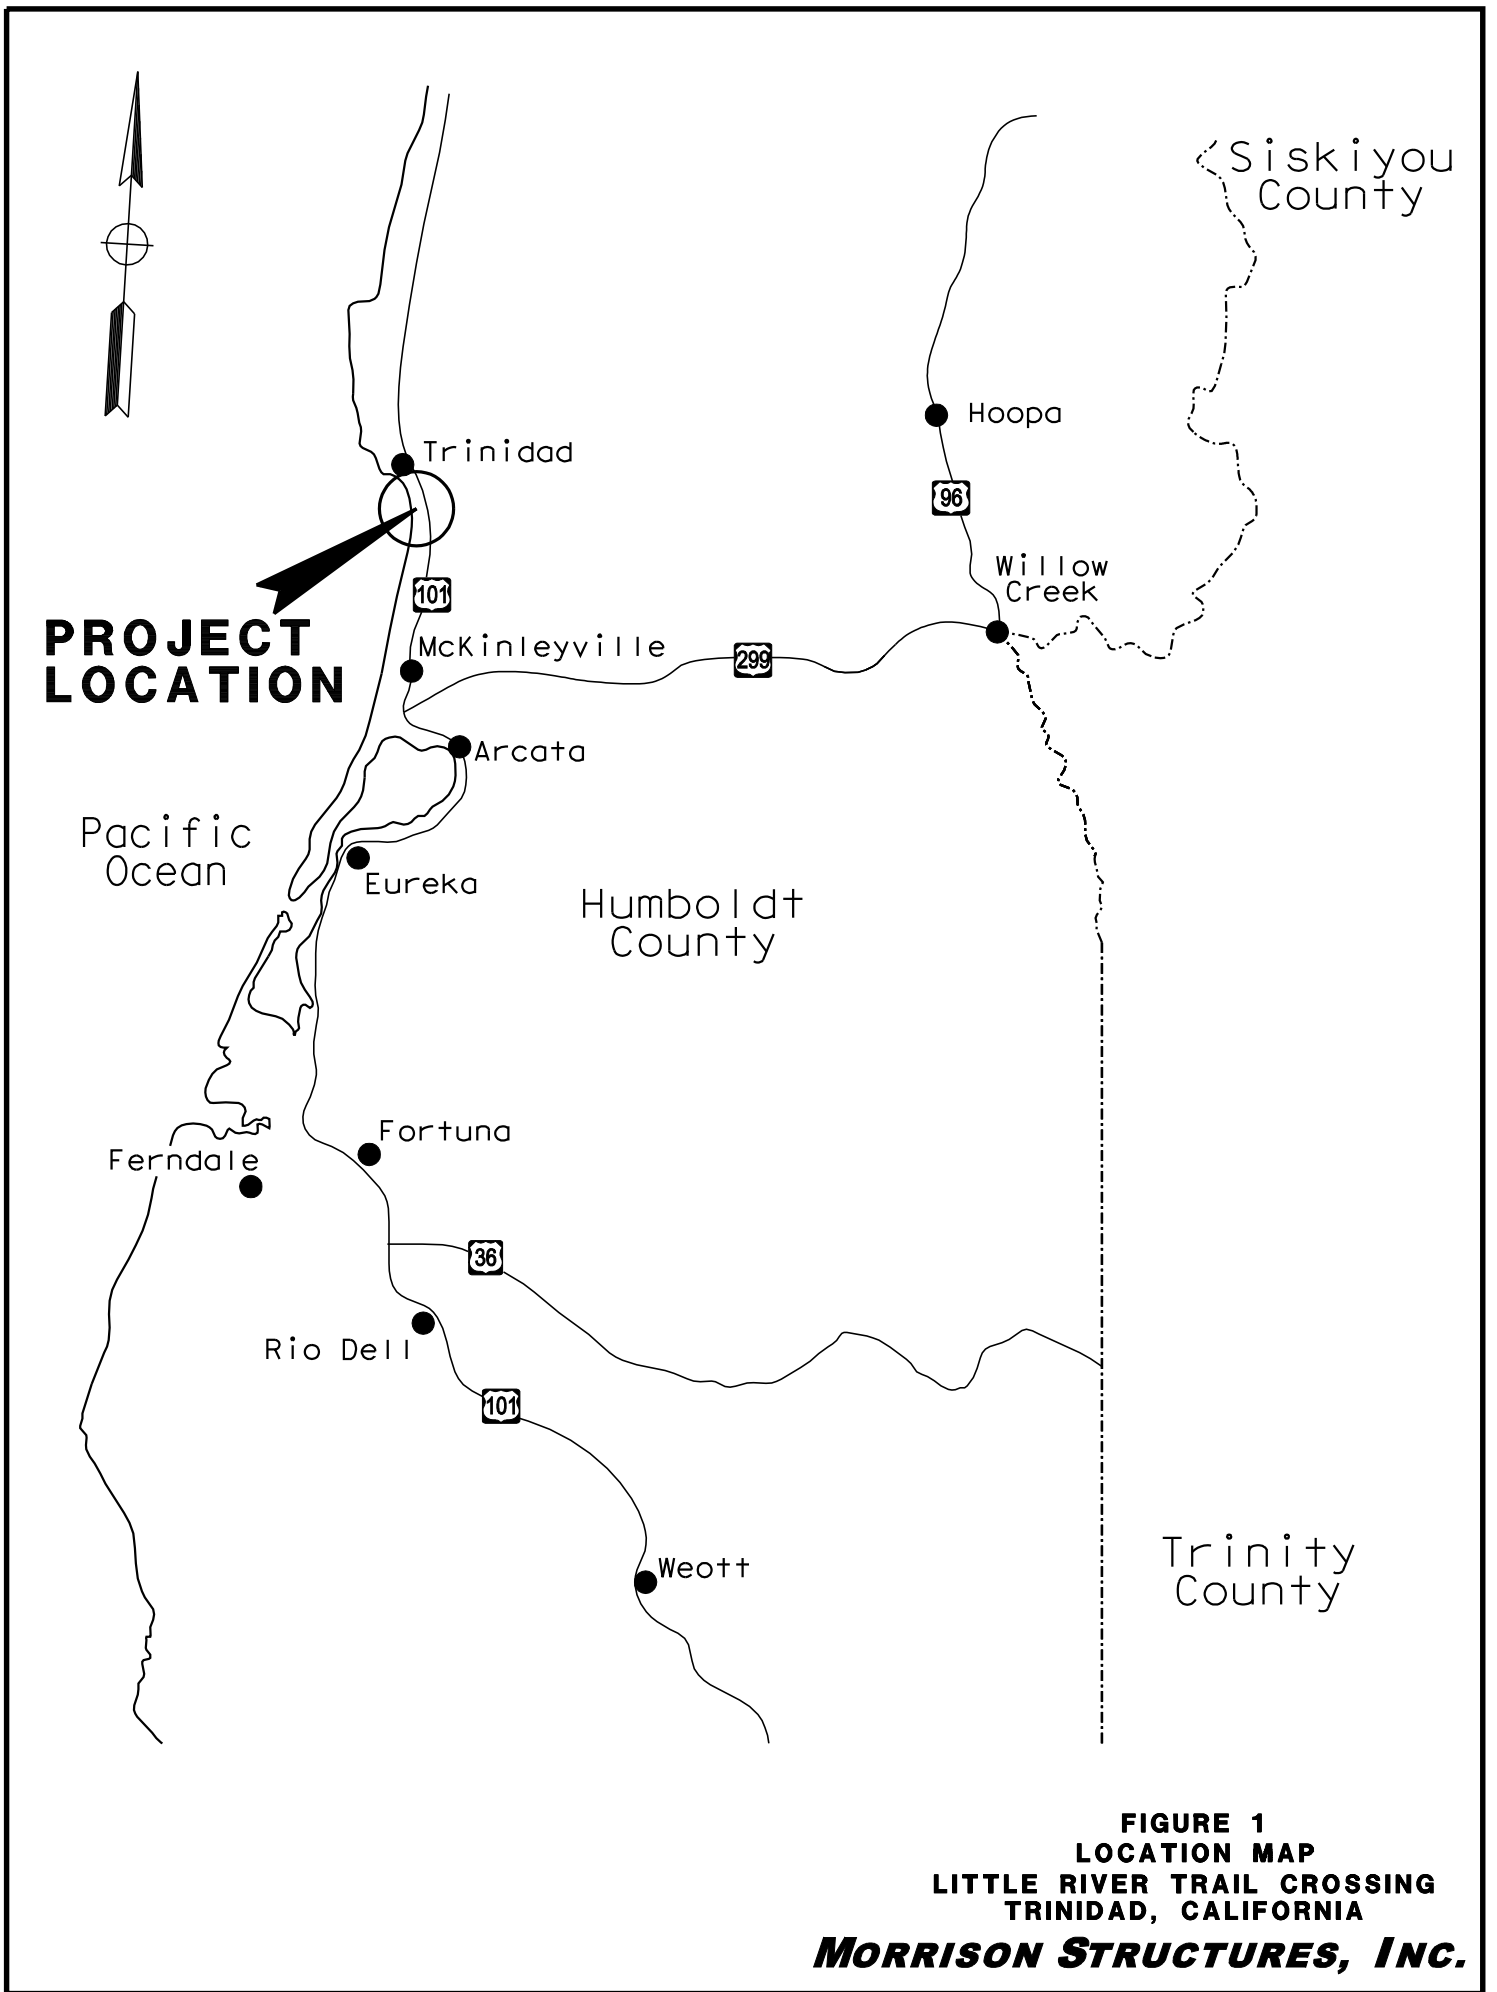 Siskiyou
County
Hoopa
Trinidad
96
Willow
Creek
101
PROJECT
LOCATION
McKinleyville
299
Arcata
Pacific
Ocean
Eureka
Humboldt
County
Fortuna
Ferndale
36
Rio Dell
101
Weott
Trinity
County
FIGURE 1
LOCATION MAP
LITTLE RIVER TRAIL CROSSING
TRINIDAD, CALIFORNIA
MORRISON STRUCTURES, INC.